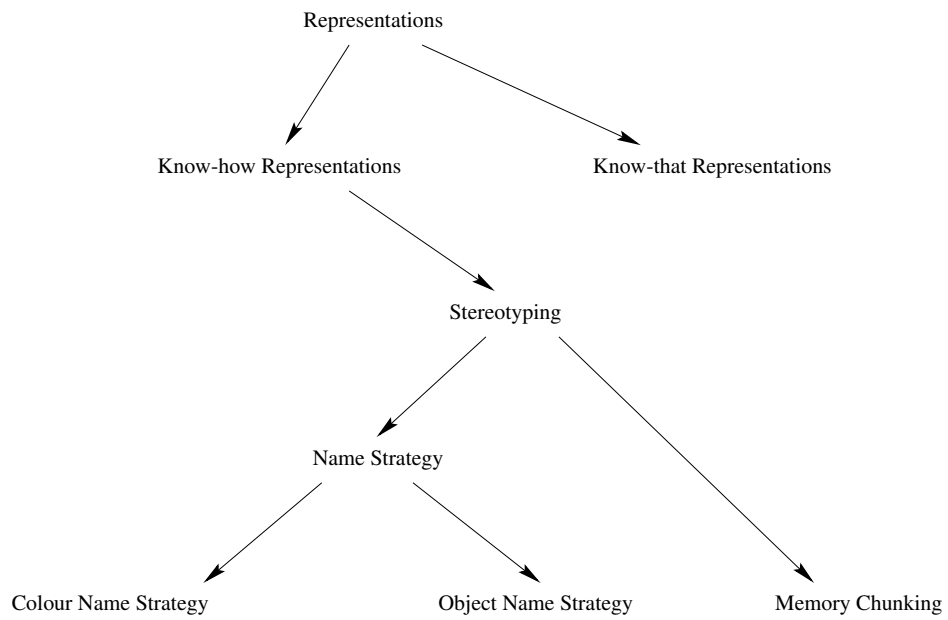 Representations
Know-how Representations
Know-that Representations
Stereotyping
Name Strategy
Colour Name Strategy
Object Name Strategy
Memory Chunking